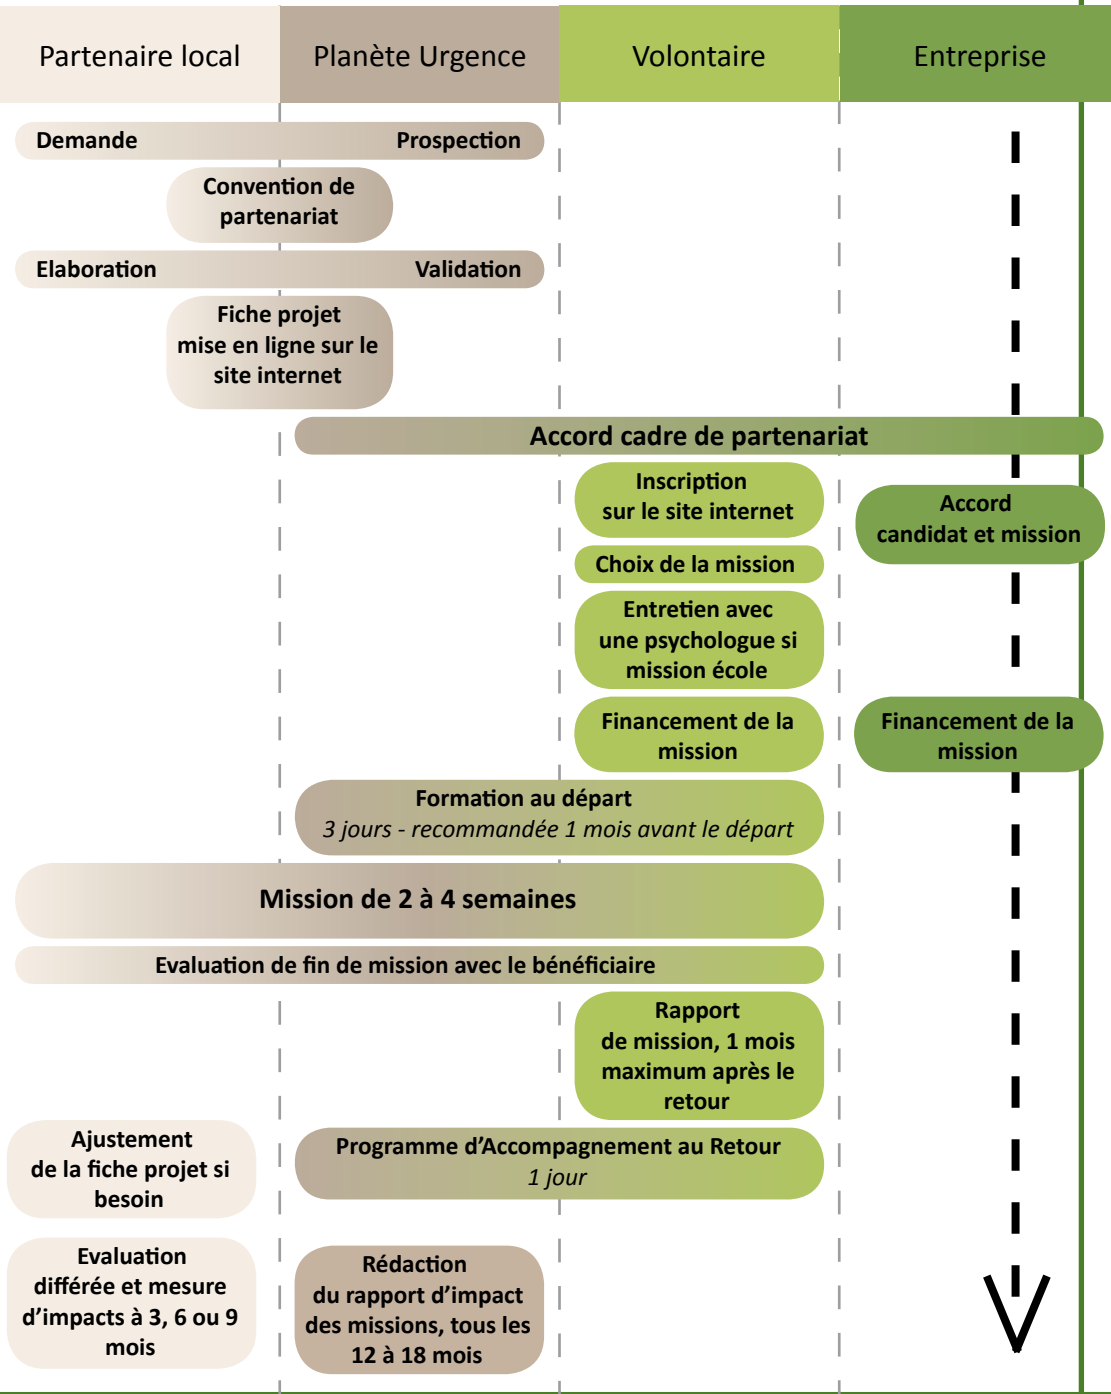 Partenaire local
Planète Urgence
Volontaire
Entreprise
Demande
Prospection
Convention de
partenariat
Elaboration
Validation
Fiche projet
mise en ligne sur le
site internet
Accord cadre de partenariat
Inscription
sur le site internet
Accord
candidat et mission
Choix de la mission
Entretien avec
une psychologue si
mission école
Financement de la
mission
Financement de la
mission
Formation au départ
3 jours - recommandée 1 mois avant le départ
Mission de 2 à 4 semaines
Evaluation de fin de mission avec le bénéficiaire
Rapport
de mission, 1 mois
maximum après le
retour
Ajustement
de la fiche projet si
besoin
Programme d’Accompagnement au Retour
1 jour
Evaluation
différée et mesure
d’impacts à 3, 6 ou 9
mois
Rédaction
du rapport d’impact
des missions, tous les
12 à 18 mois